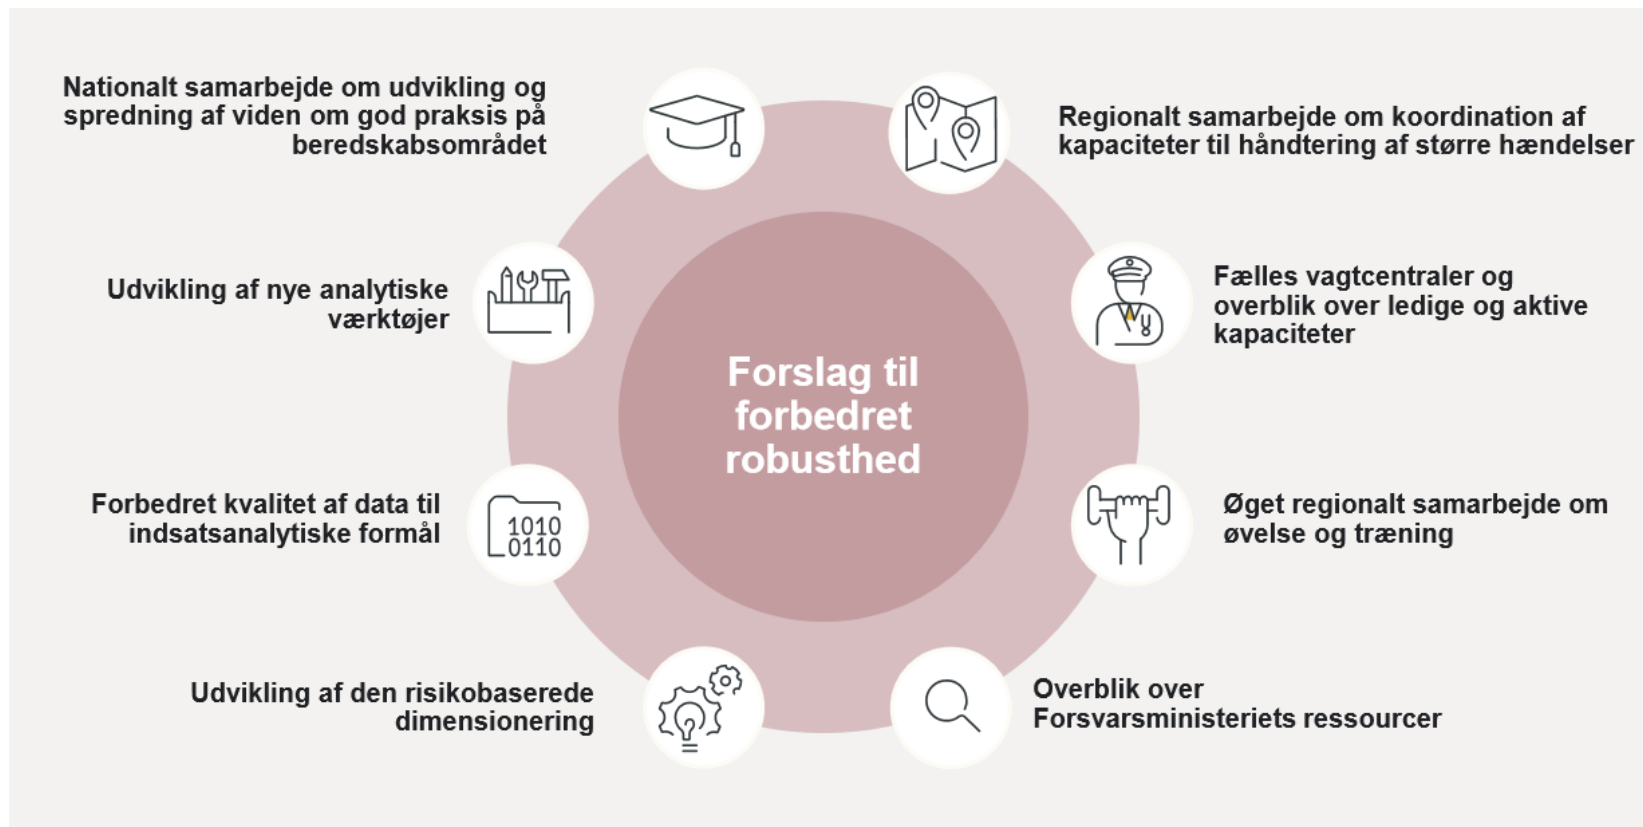 Nationalt samarbejde om udvikling og
spredning af viden om god praksis på
beredskabsområdet
Regionalt samarbejde om koordination af
kapaciteter til håndtering af større hændelser
Udvikling af nye analytiske
værktøjer
Fælles vagtcentraler og
overblik over ledige og aktive
kapaciteter
Forslag til
forbedret
robusthed
Forbedret kvalitet af data til
indsatsanalytiske formål
1010
0110
Øget regionalt samarbejde om
øvelse og træning
Udvikling af den risikobaserede
dimensionering
Overblik over
Forsvarsministeriets ressourcer